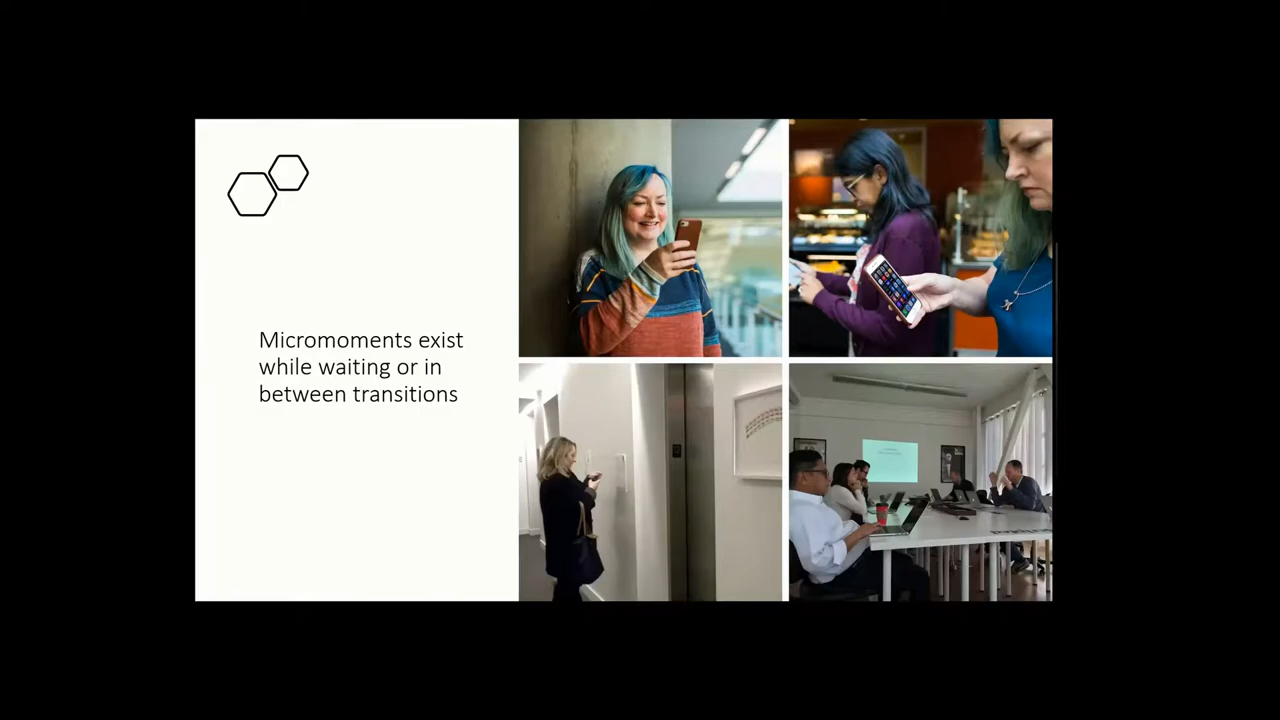 Micromoments exist
while waiting or in
between transitions